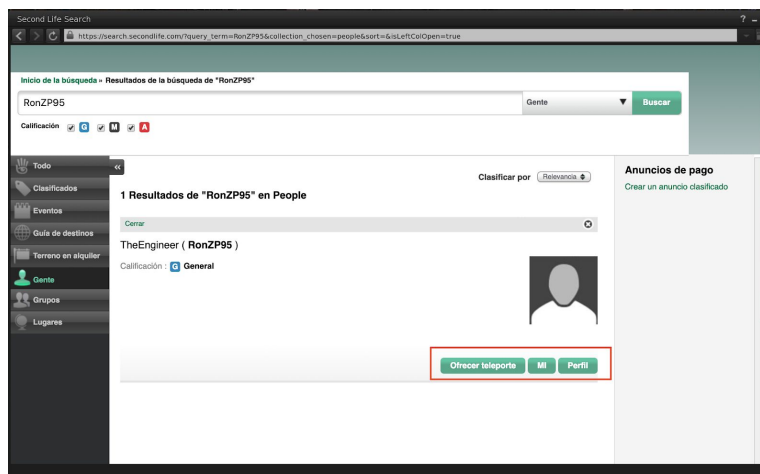 Second Life Search
? –
https://search.secondlife.com/?query_term=RonZP95&collection_chosen=people&sort=&isLeftColOpen=true
Inicio de la búsqueda » Resultados de la búsqueda de "RonZP95"
RonZP95
Gente
Buscar
Calificación G M A
Todo
Clasificados
Eventos
Guía de destinos
Terreno en alquiler
Gente
Grupos
Lugares
«
Clasificar por Relevancia
1 Resultados de "RonZP95" en People
Cerrar
TheEngineer ( RonZP95 )
Calificación : G General
Ofrecer teleporte
MI
Perfil
Anuncios de pago
Crear un anuncio clasificado